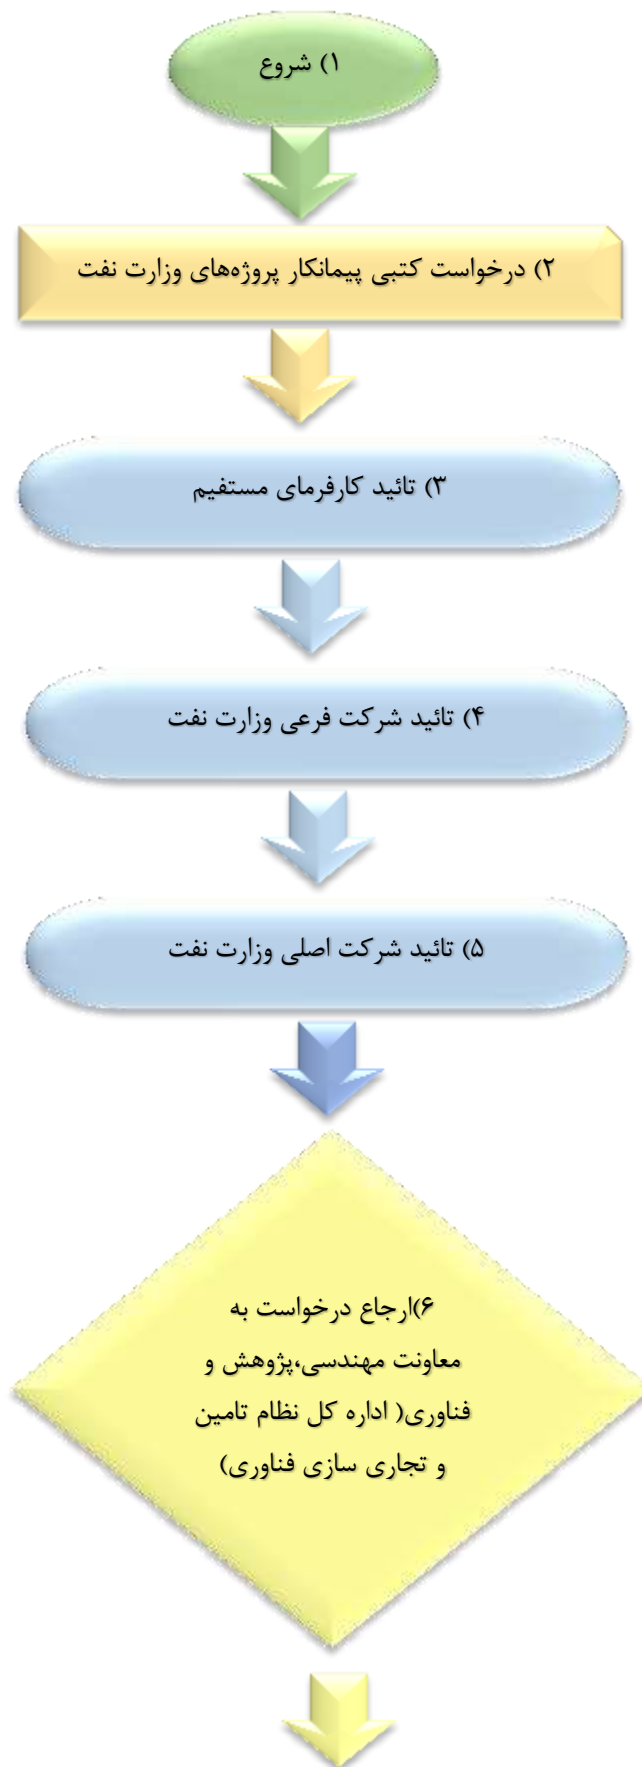 ۱) شروع
۲) درخواست کتبی پیمانکار پروژه‌های وزارت نفت
۳) تائید کارفرمای مستفیم
۴) تائید شرکت فرعی وزارت نفت
۵) تائید شرکت اصلی وزارت نفت
۶)ارجاع درخواست به
معاونت مهندسی،پژوهش و
فناوری( اداره کل نظام تامین
و تجاری سازی فناوری)